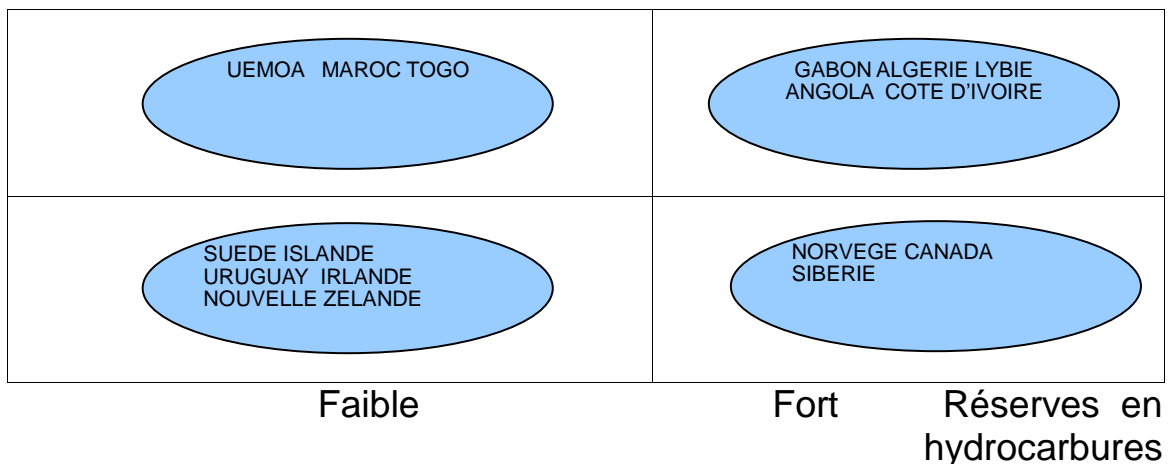 UEMOA MAROC TOGO
GABON ALGERIE LYBIE
ANGOLA COTE D'IVOIRE
SUEDE ISLANDE
URUGUAY IRLANDE
NOUVELLE ZELANDE
NORVEGE CANADA
SIBERIE
Faible
Fort
Réserves en
hydrocarbures